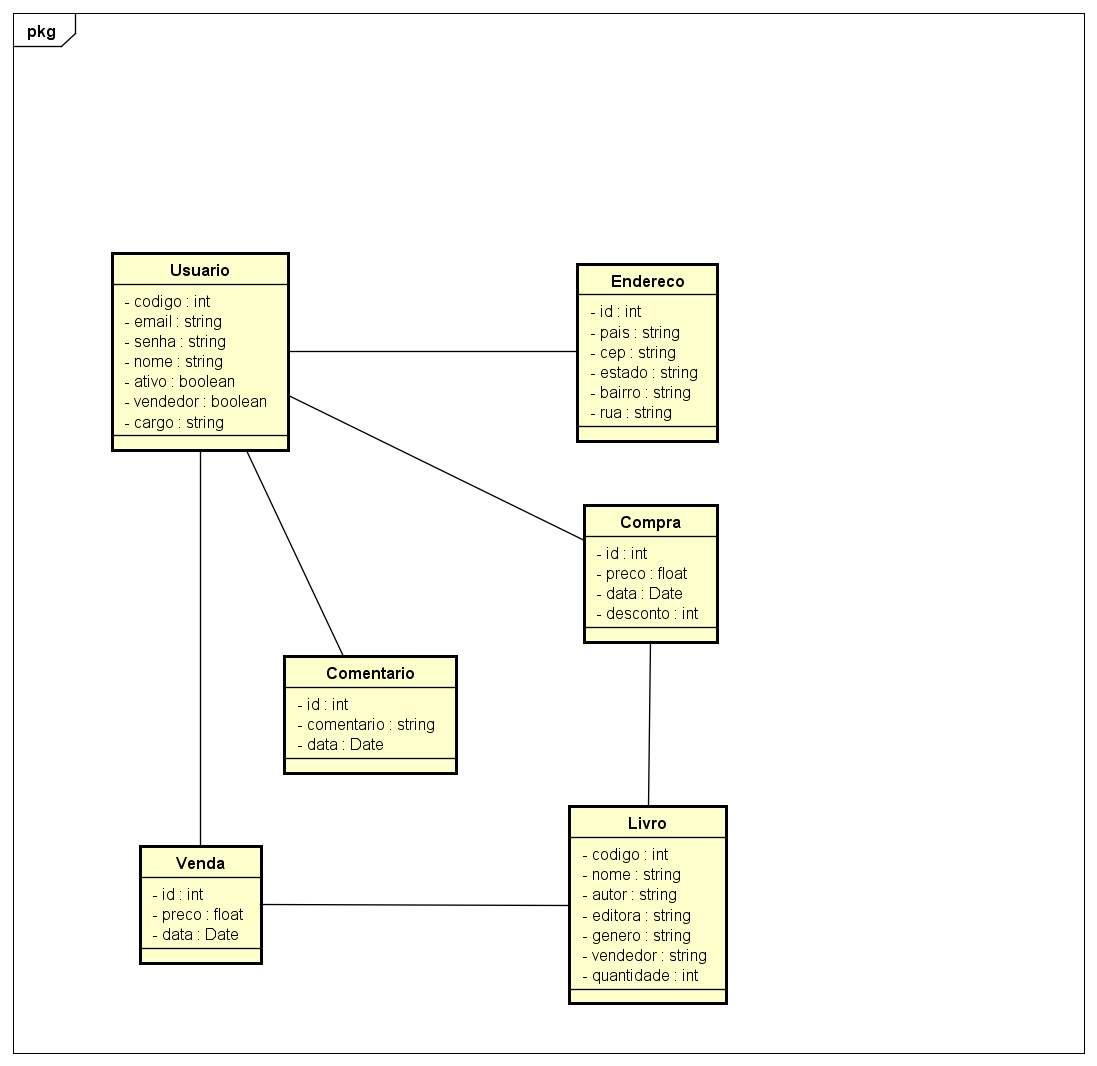 pkg
Usuario
- codigo : int
- email : string
- senha : string
- nome : string
- ativo : boolean
- vendedor : boolean
- cargo : string
Endereco
- id : int
- pais : string
- cep : string
- estado : string
- bairro : string
- rua : string
Compra
- id : int
- preco : float
- data : Date
- desconto : int
Comentario
- id : int
- comentario : string
- data : Date
Venda
- id : int
- preco : float
- data : Date
Livro
- codigo : int
- nome : string
- autor : string
- editora : string
- genero : string
- vendedor : string
- quantidade : int